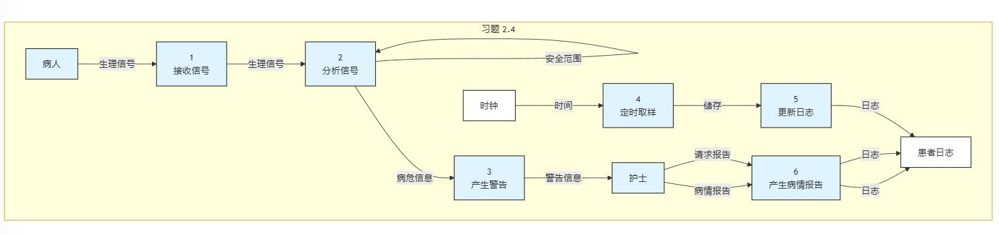 习题 2.4
病人
生理信号
1
接收信号
生理信号
2
分析信号
安全范围
时钟
时间
4
定时取样
储存
5
更新日志
日志
患者日志
病危信息
3
产生警告
警告信息
护士
请求报告
病情报告
6
产生病情报告
日志
日志